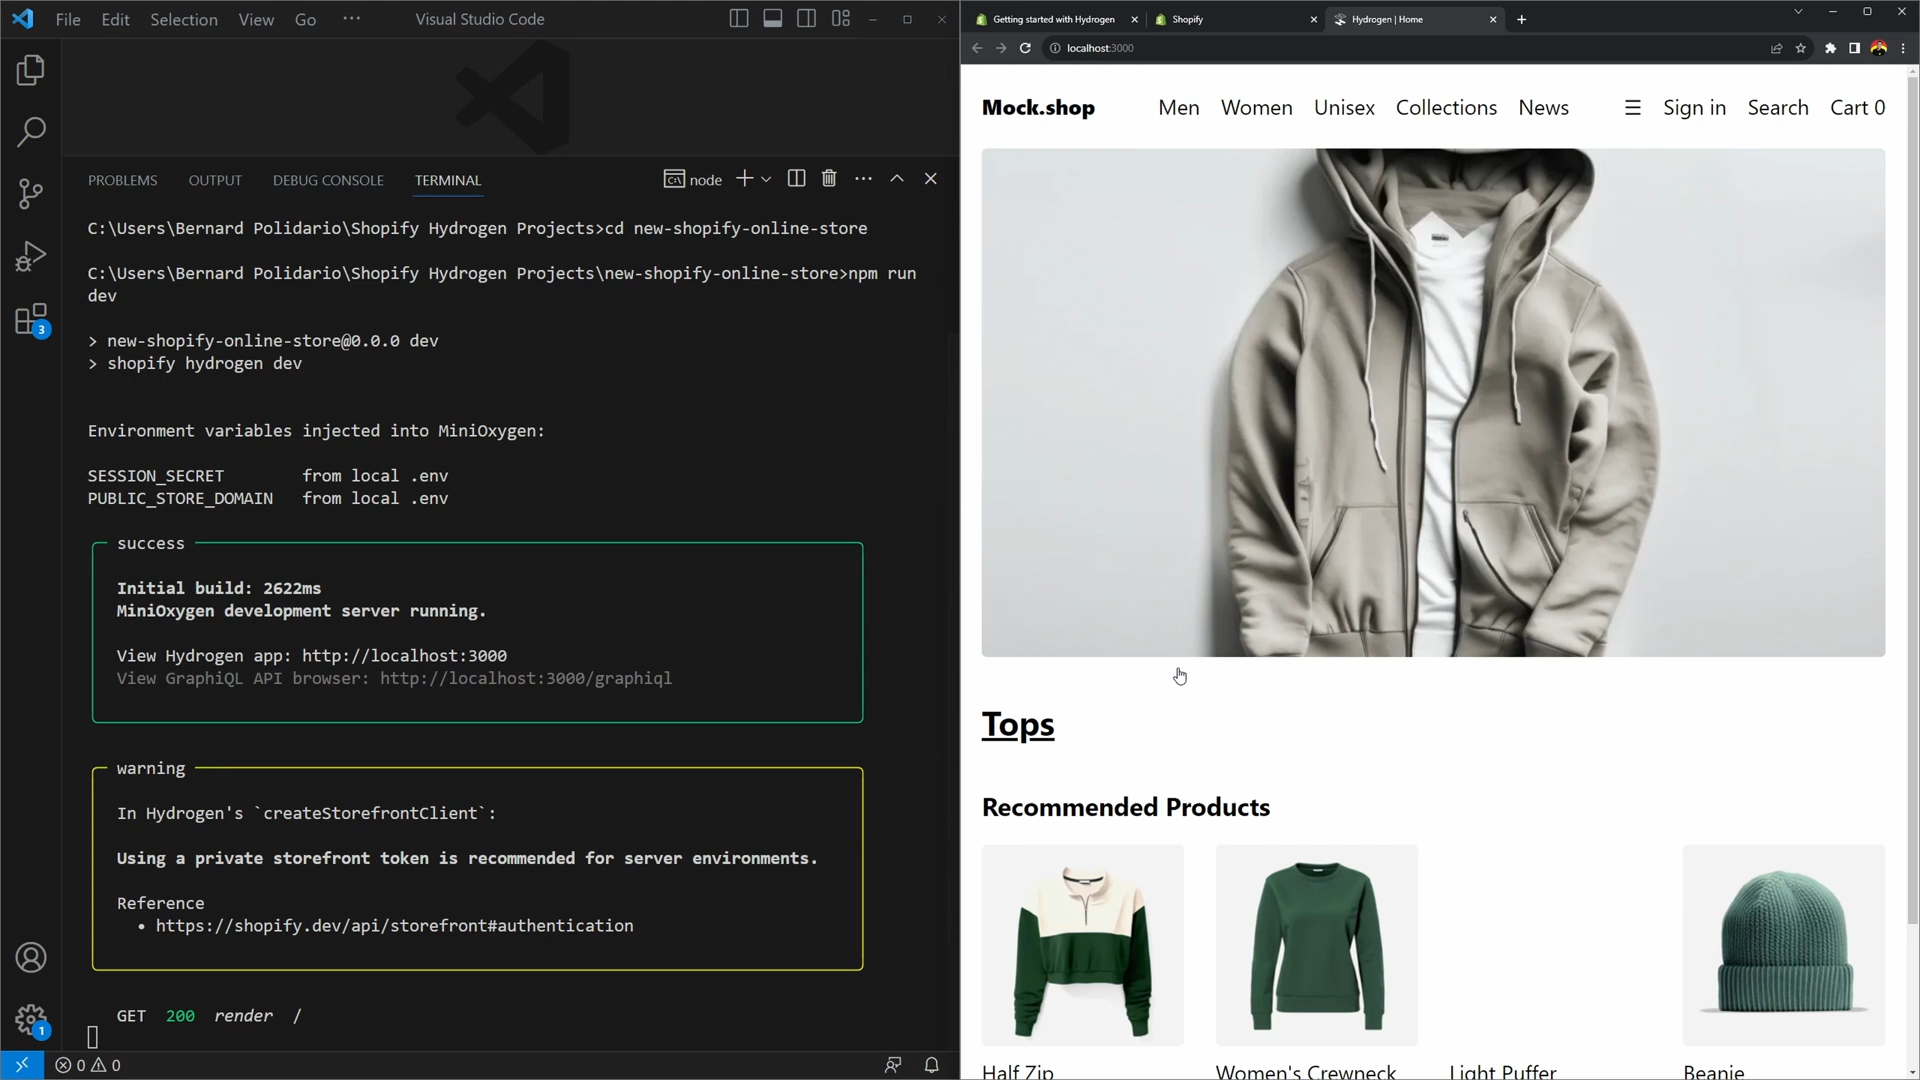 File Edit Selection View Go ··· Visual Studio Code
PROBLEMS OUTPUT DEBUG CONSOLE TERMINAL
node
C:\Users\Bernard Polidario\Shopify Hydrogen Projects>cd new-shopify-online-store
C:\Users\Bernard Polidario\Shopify Hydrogen Projects\new-shopify-online-store>npm run
dev
> new-shopify-online-store@0.0.0 dev
> shopify hydrogen dev
Environment variables injected into MiniOxygen:
SESSION_SECRET from local .env
PUBLIC_STORE_DOMAIN from local .env
success
Initial build: 2622ms
MiniOxygen development server running.
View Hydrogen app: http://localhost:3000
View GraphiQL API browser: http://localhost:3000/graphiql
warning
In Hydrogen's `createStorefrontClient`:
Using a private storefront token is recommended for server environments.
Reference
• https://shopify.dev/api/storefront#authentication
GET 200 render /
3
1
0 0
Getting started with Hydrogen Shopify Hydrogen | Home
localhost:3000
Mock.shop Men Women Unisex Collections News ☰ Sign in Search Cart 0
Tops
Recommended Products
Half Zip Women's Crewneck Light Puffer Beanie